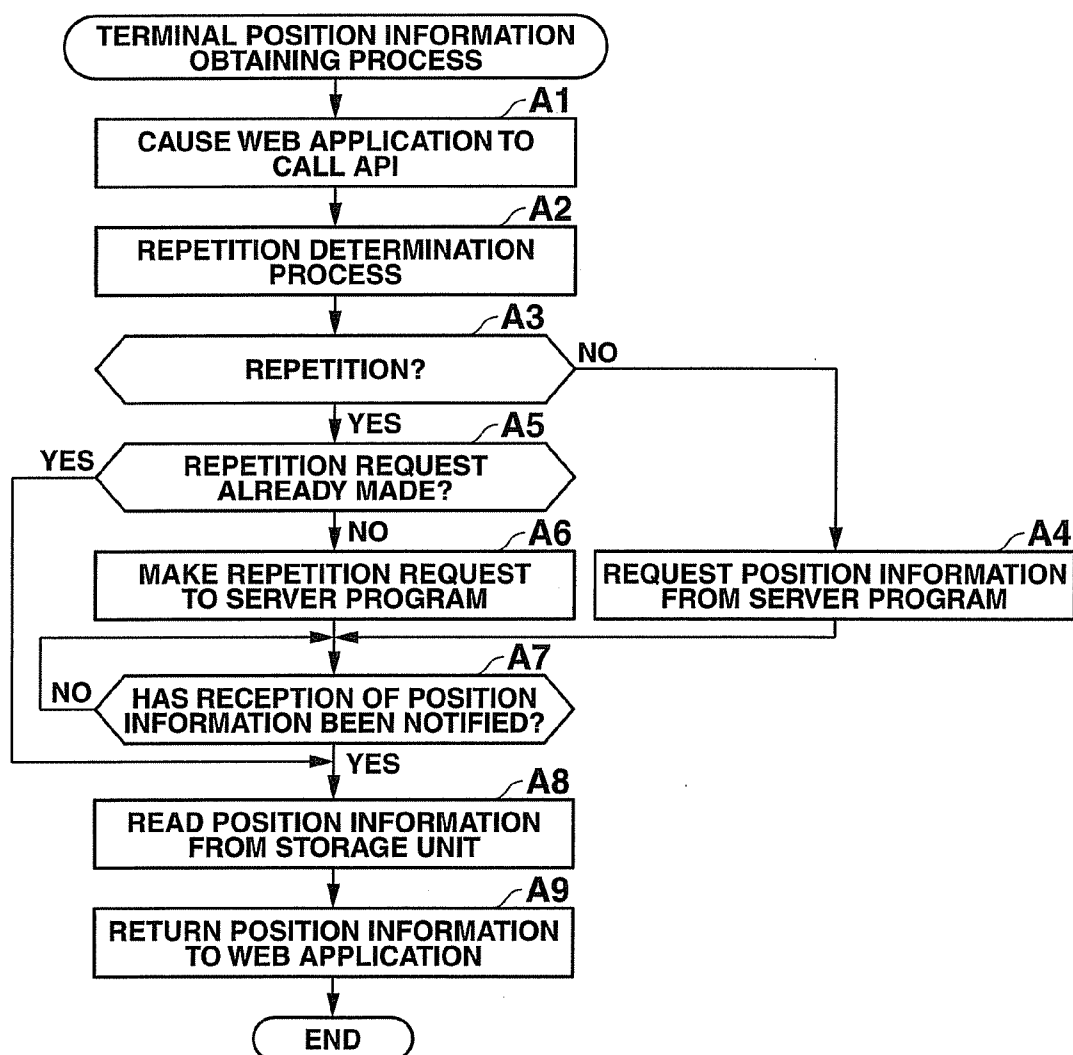 TERMINAL POSITION INFORMATION
OBTAINING PROCESS
A1
CAUSE WEB APPLICATION TO
CALL API
A2
REPETITION DETERMINATION
PROCESS
A3
REPETITION?
NO
YES
A5
YES
REPETITION REQUEST
ALREADY MADE?
NO
A6
MAKE REPETITION REQUEST
TO SERVER PROGRAM
A4
REQUEST POSITION INFORMATION
FROM SERVER PROGRAM
A7
NO
HAS RECEPTION OF POSITION
INFORMATION BEEN NOTIFIED?
YES
A8
READ POSITION INFORMATION
FROM STORAGE UNIT
A9
RETURN POSITION INFORMATION
TO WEB APPLICATION
END